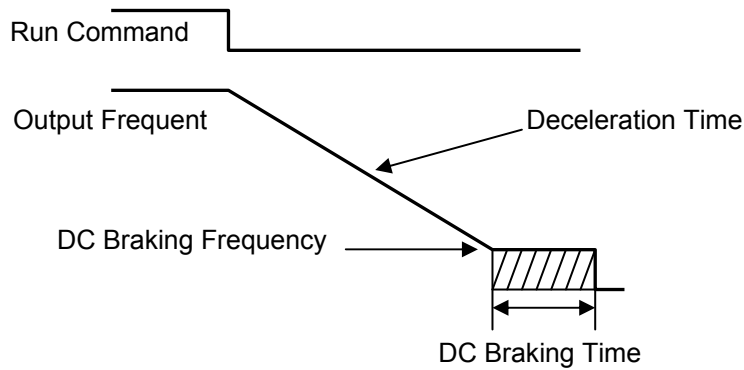 Run Command
Output Frequent
Deceleration Time
DC Braking Frequency
DC Braking Time